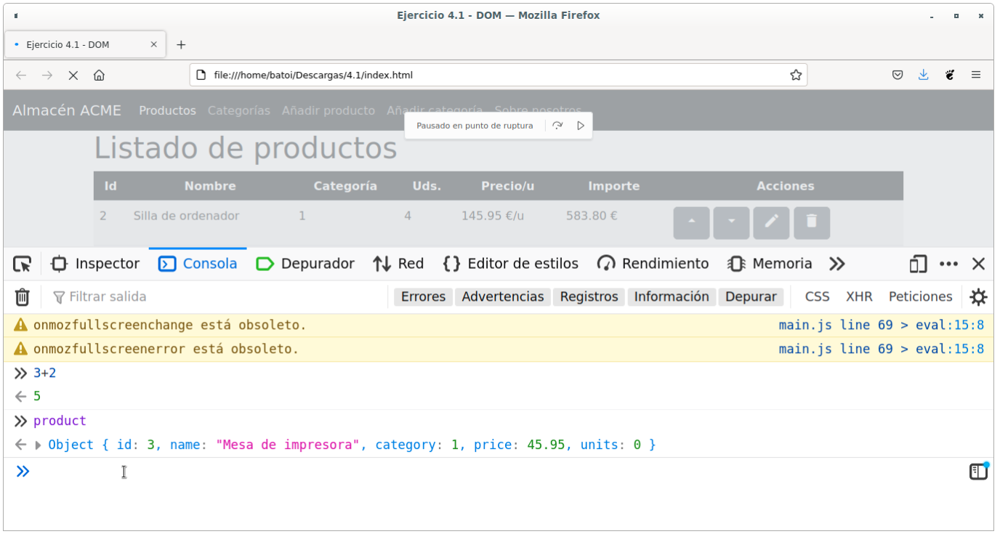 Ejercicio 4.1 - DOM — Mozilla Firefox
Ejercicio 4.1 - DOM
file:///home/batoi/Descargas/4.1/index.html
Almacén ACME Productos Categorías Añadir producto Añadir categoría Sobre nosotros
Pausado en punto de ruptura
Listado de productos
Id Nombre Categoría Uds. Precio/u Importe Acciones
2 Silla de ordenador 1 4 145.95 €/u 583.80 €
Inspector Consola Depurador Red {} Editor de estilos Rendimiento Memoria
Filtrar salida Errores Advertencias Registros Información Depurar CSS XHR Peticiones
onmozfullscreenchange está obsoleto. main.js line 69 > eval:15:8
onmozfullscreenerror está obsoleto. main.js line 69 > eval:15:8
3+2
5
product
Object { id: 3, name: "Mesa de impresora", category: 1, price: 45.95, units: 0 }